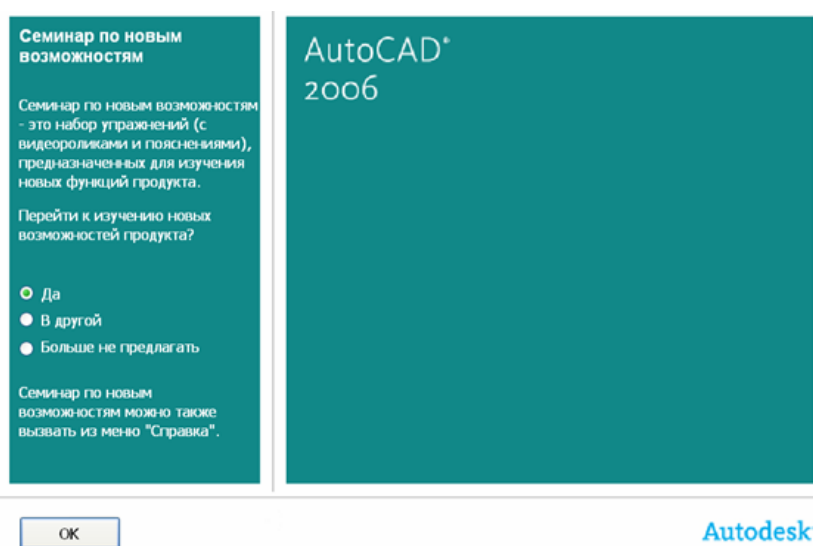 Семинар по новым
возможностям
Семинар по новым возможностям
- это набор упражнений (с
видеороликами и пояснениями),
предназначенных для изучения
новых функций продукта.
Перейти к изучению новых
возможностей продукта?
Да
В другой
Больше не предлагать
Семинар по новым
возможностям можно также
вызвать из меню "Справка".
AutoCAD®
2006
OK
Autodesk